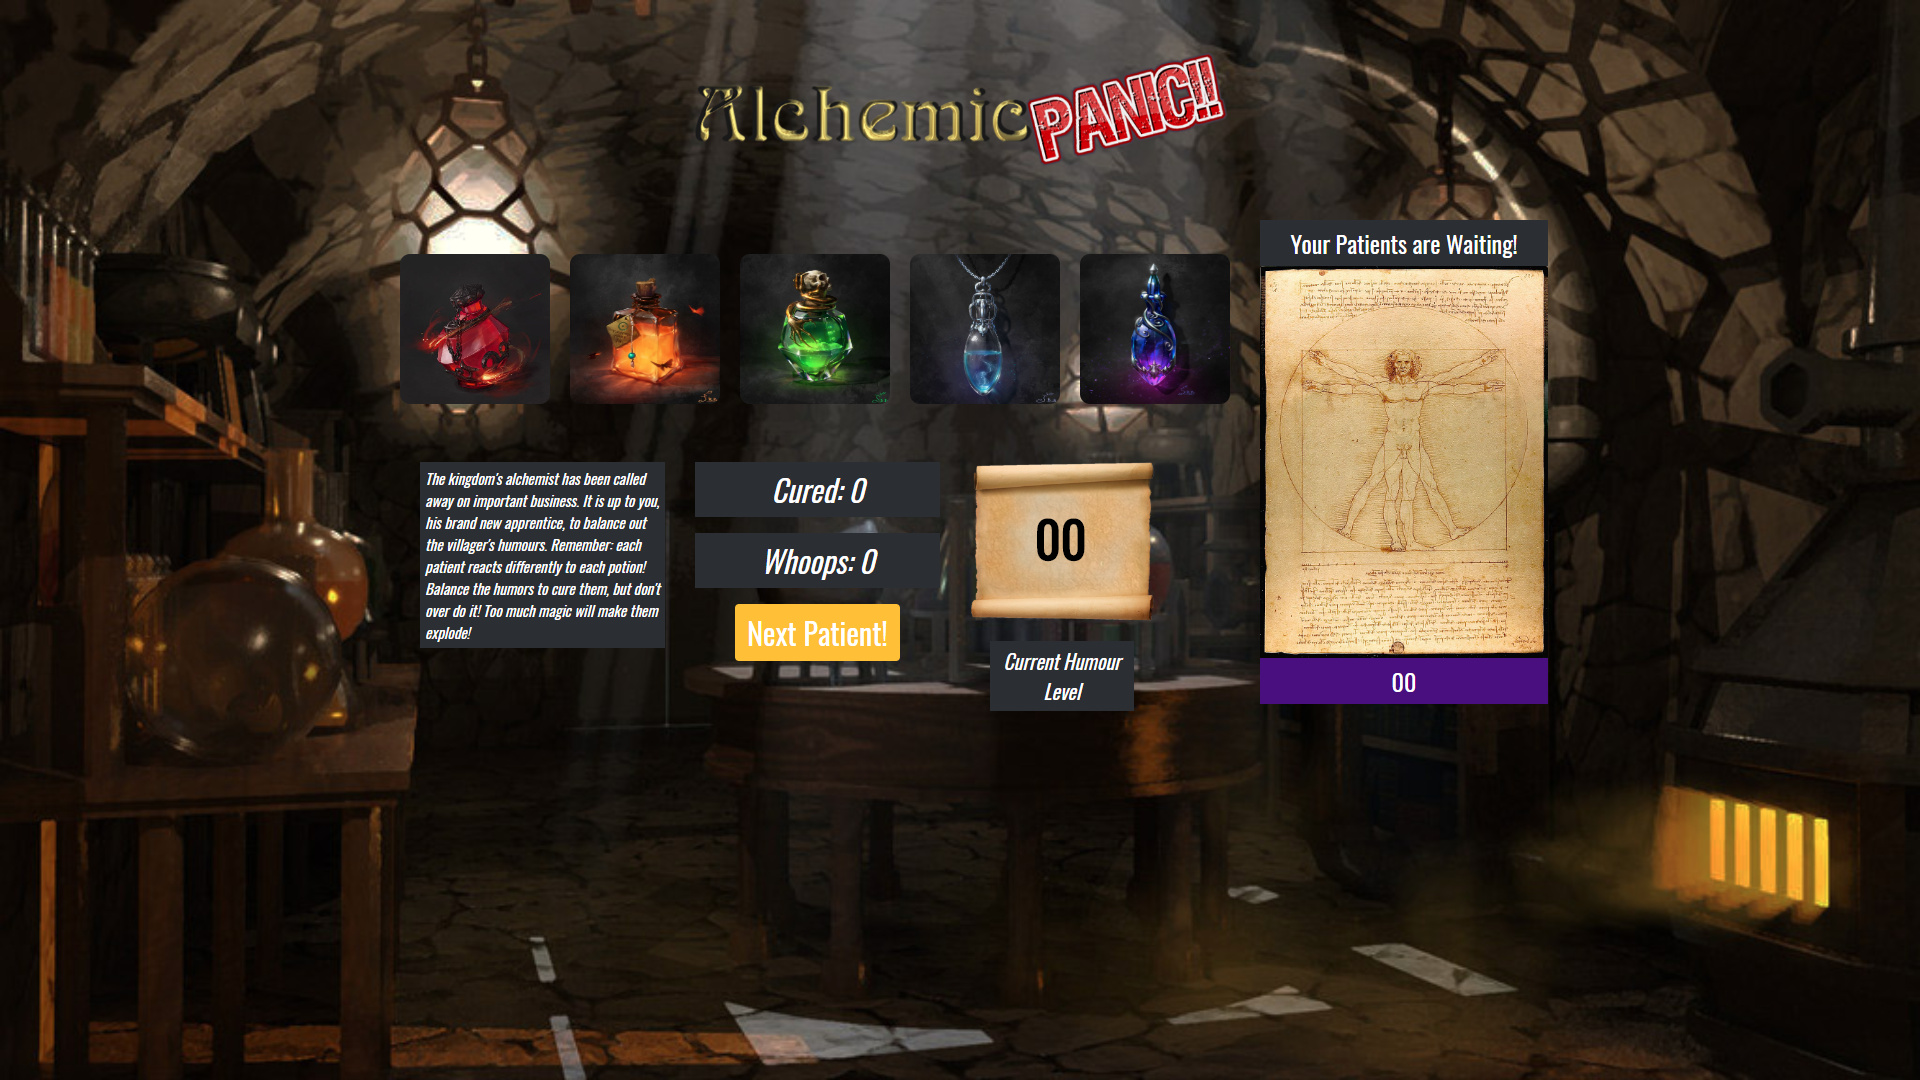 Alchemic PANIC!!
Your Patients are Waiting!
The kingdom's alchemist has been called
away on important business. It is up to you,
his brand new apprentice, to balance out
the villager's humours. Remember: each
patient reacts differently to each potion!
Balance the humors to cure them, but don't
over do it! Too much magic will make them
explode!
Cured: 0
Whoops: 0
Next Patient!
00
Current Humour
Level
00